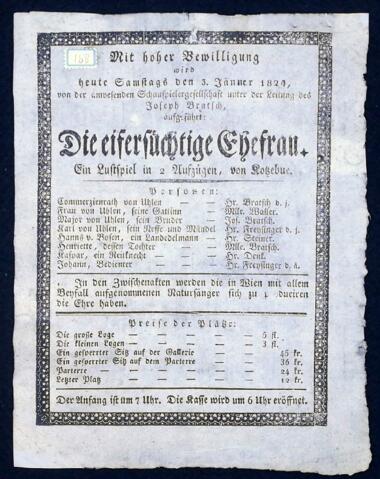 168
Mit hoher Bewilligung
wird
heute Samstags den 3. Jänner 1824,
von der anwesenden Schauspielergesellschaft unter der Leitung des
Joseph Bratsch,
aufgeführt:
Die eifersüchtige Ehefrau.
Ein Lustspiel in 2 Aufzügen, von Kotzebue.
Personen:
Commerzienrath von Uhlen — — Hr. Bratsch d. j.
Frau von Uhlen, seine Gattinn — — Mlle. Waller.
Major von Uhlen, sein Bruder — — Jos. Bratsch.
Karl von Uhlen, sein Neffe und Mündel — Hr. Freysinger d. j.
Hanns v. Bosen, ein Landedelmann — — Hr. Steiner.
Henriette, dessen Tochter — — Mlle. Bratsch.
Kaspar, ein Reitknecht — — Hr. Denk.
Johann, Bedienter — — Hr. Freysinger d. ä.
In den Zwischenakten werden die in Wien mit allem
Beyfall aufgenommenen Natursänger sich zu produciren
die Ehre haben.
Preise der Plätze:
Die große Loge — — — — 5 fl.
Die kleinen Logen — — — — 3 fl.
Ein gesperrter Sitz auf der Gallerie — — 45 kr.
Ein gesperrter Sitz auf dem Parterre — — 36 kr.
Parterre — — — — 24 kr.
Letzter Platz — — — — 12 kr.
Der Anfang ist um 7 Uhr. Die Kasse wird um 6 Uhr eröffnet.